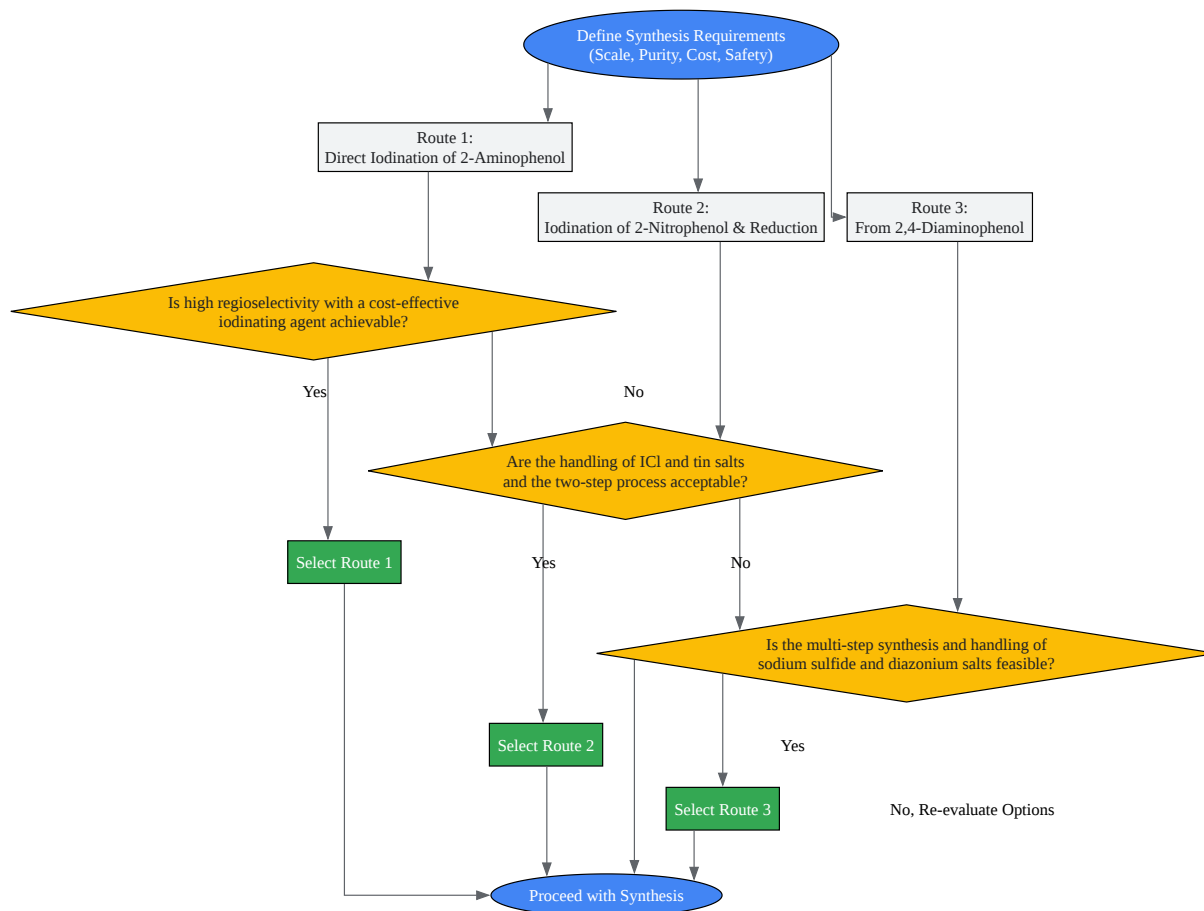 Define Synthesis Requirements
(Scale, Purity, Cost, Safety)
Route 1:
Direct Iodination of 2-Aminophenol
Route 2:
Iodination of 2-Nitrophenol & Reduction
Route 3:
From 2,4-Diaminophenol
Is high regioselectivity with a cost-effective
iodinating agent achievable?
Yes
No
Are the handling of ICl and tin salts
and the two-step process acceptable?
Select Route 1
Yes
No
Is the multi-step synthesis and handling of
sodium sulfide and diazonium salts feasible?
Select Route 2
Yes
Select Route 3
No, Re-evaluate Options
Proceed with Synthesis